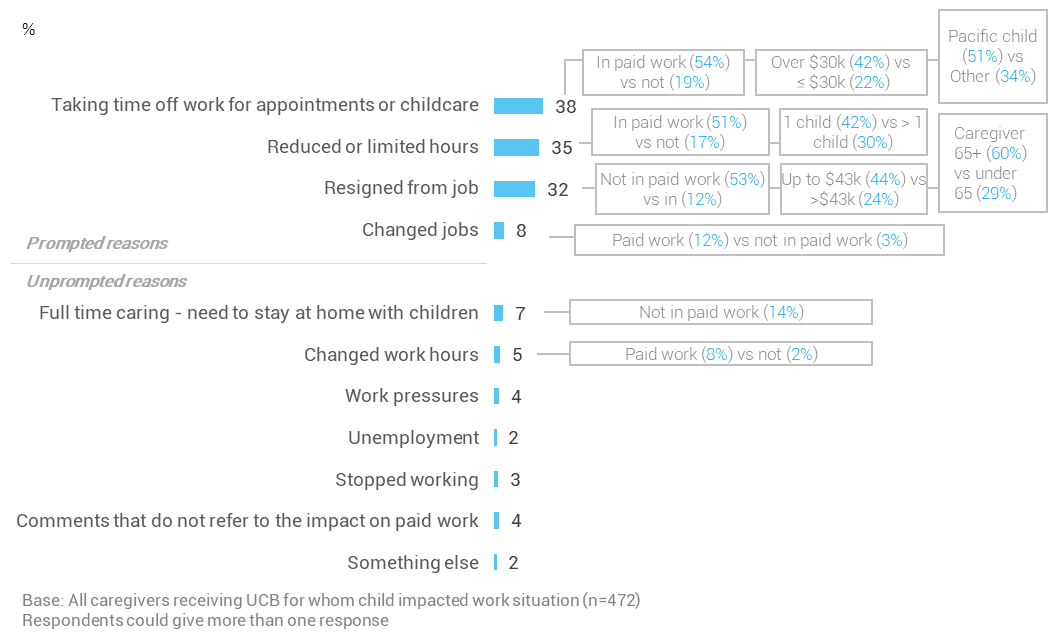 %
Taking time off work for appointments or childcare
38
In paid work (54%)
vs not (19%)
Over $30k (42%) vs
≤ $30k (22%)
Pacific child
(51%) vs
Other (34%)
Reduced or limited hours
35
In paid work (51%)
vs not (17%)
1 child (42%) vs > 1
child (30%)
Resigned from job
32
Not in paid work (53%)
vs in (12%)
Up to $43k (44%) vs
>$43k (24%)
Caregiver
65+ (60%)
vs under
65 (29%)
Changed jobs
8
Paid work (12%) vs not in paid work (3%)
Prompted reasons
Unprompted reasons
Full time caring - need to stay at home with children
7
Not in paid work (14%)
Changed work hours
5
Paid work (8%) vs not (2%)
Work pressures
4
Unemployment
2
Stopped working
3
Comments that do not refer to the impact on paid work
4
Something else
2
Base: All caregivers receiving UCB for whom child impacted work situation (n=472)
Respondents could give more than one response